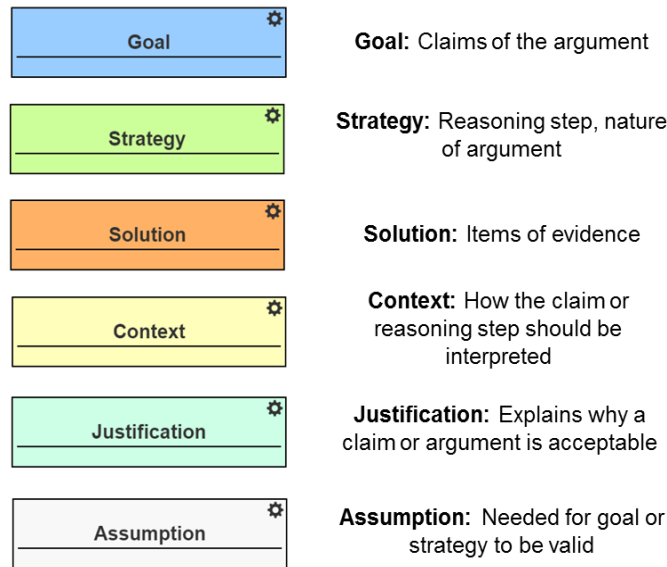 Goal
Goal: Claims of the argument
Strategy
Strategy: Reasoning step, nature
of argument
Solution
Solution: Items of evidence
Context
Context: How the claim or
reasoning step should be
interpreted
Justification
Justification: Explains why a
claim or argument is acceptable
Assumption
Assumption: Needed for goal or
strategy to be valid